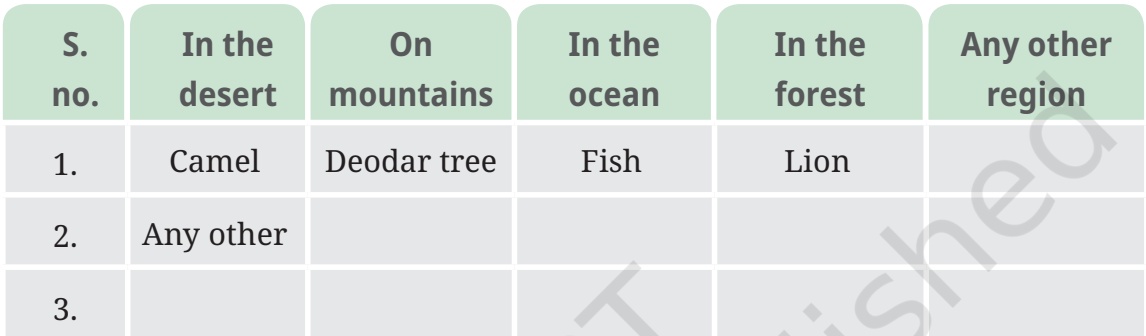 S. no. In the desert On mountains In the ocean In the forest Any other region
1. Camel Deodar tree Fish Lion
2. Any other
3.